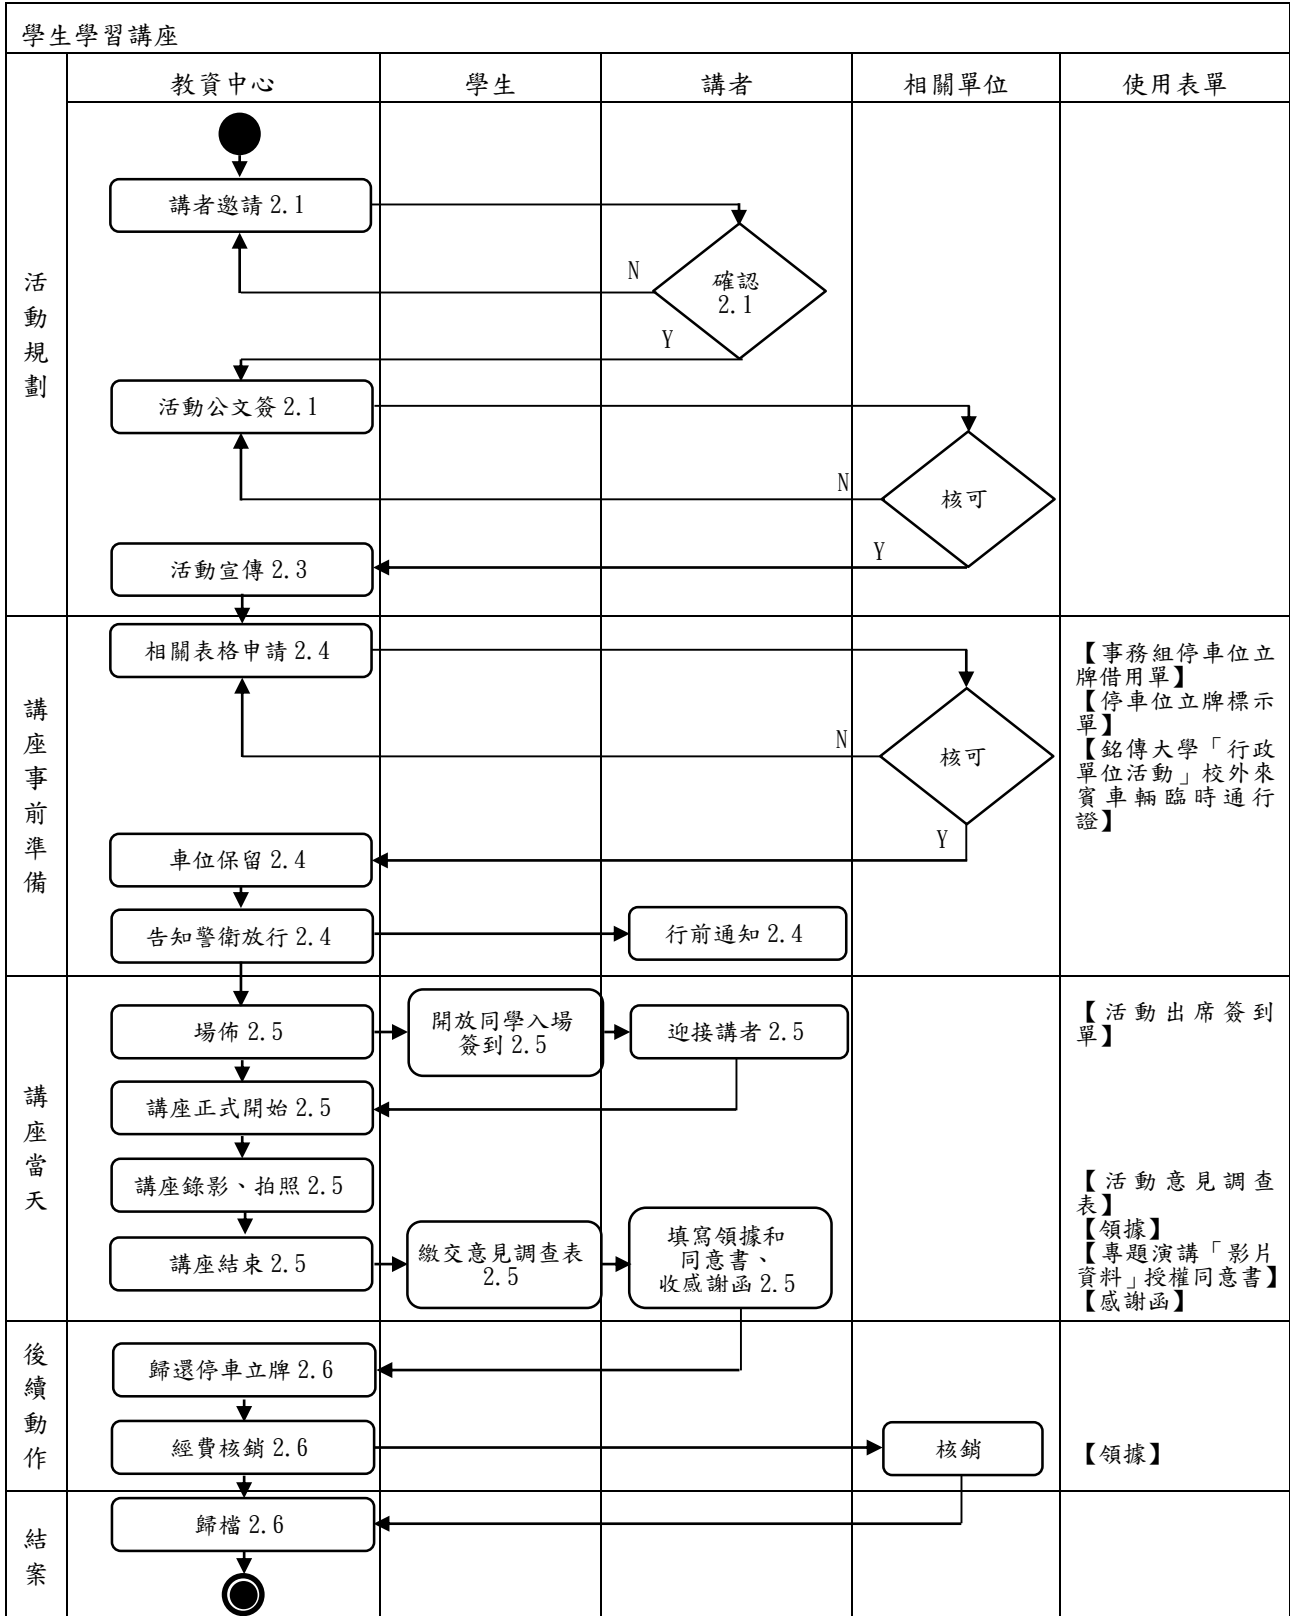 學生學習講座
教資中心
學生
講者
相關單位
使用表單
活動規劃
講者邀請 2.1
確認
2.1
N
Y
活動公文簽 2.1
核可
N
Y
活動宣傳 2.3
講座事前準備
相關表格申請 2.4
核可
N
Y
【事務組停車位立
牌借用單】
【停車位立牌標示
單】
【銘傳大學「行政
單位活動」校外來
賓車輛臨時通行
證】
車位保留 2.4
告知警衛放行 2.4
行前通知 2.4
講座當天
場佈 2.5
開放同學入場
簽到 2.5
迎接講者 2.5
【活動出席簽到
單】
講座正式開始 2.5
講座錄影、拍照 2.5
講座結束 2.5
繳交意見調查表
2.5
填寫領據和
同意書、
收感謝函 2.5
【活動意見調查
表】
【領據】
【專題演講「影片
資料」授權同意書】
【感謝函】
後續動作
歸還停車立牌 2.6
經費核銷 2.6
核銷
【領據】
結案
歸檔 2.6